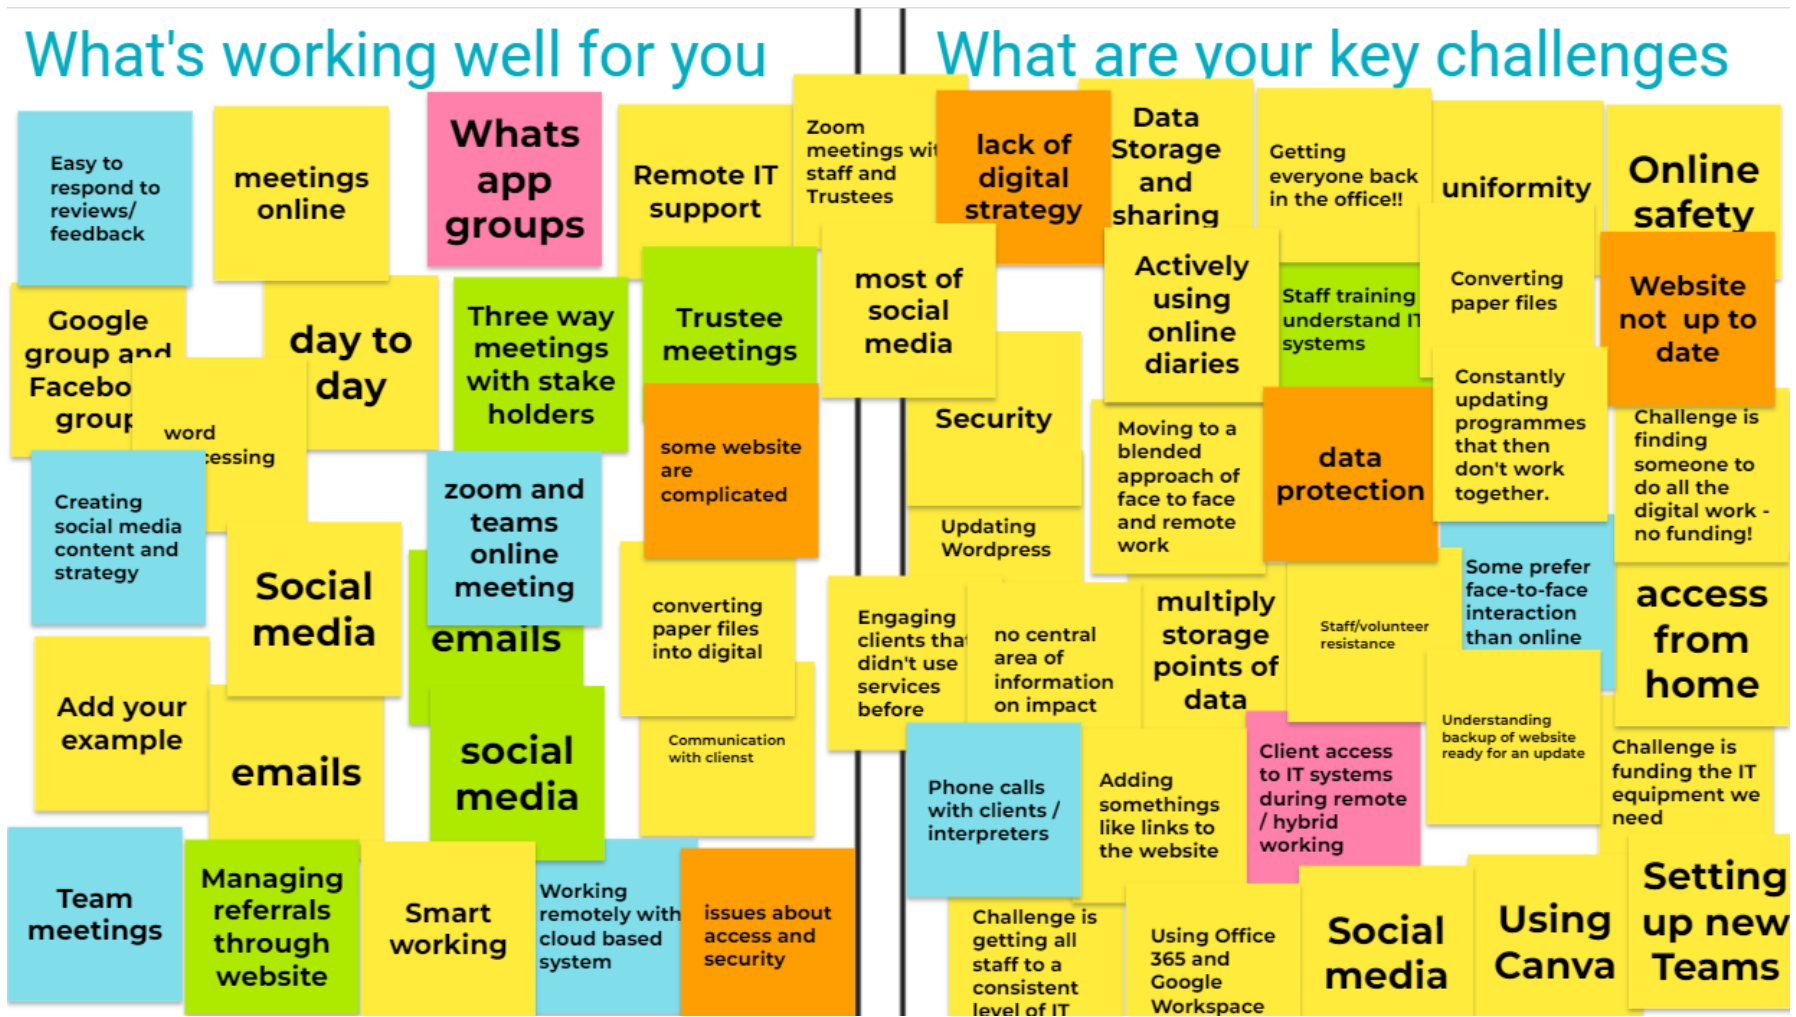 What's working well for you
Easy to
respond to
reviews/
feedback
meetings
online
Whats
app
groups
Remote IT
support
Zoom
meetings
staff and
Trustees
Google
group and
group
day to
day
Three way
meetings
with stake
holders
Trustee
meetings
most of
social
media
word
some website
are
complicated
Creating
social media
content and
strategy
zoom and
teams
online
meeting
Social
media
emails
converting
paper files
into digital
Add your
example
emails
social
media
Communication
with clienst
Team
meetings
Managing
referrals
through
website
Smart
working
Working
remotely with
cloud based
system
issues about
access and
security
What are your key challenges
lack of
digital
strategy
Data
Storage
and
sharing
Getting
everyone back
in the office!!
uniformity
Online
safety
Actively
using
online
diaries
Staff training
understand IT
systems
Converting
paper files
Website
not up to
date
Security
Moving to a
blended
approach of
face to face
and remote
work
data
protection
Constantly
updating
programmes
that then
don't work
together.
Challenge is
finding
someone to
do all the
digital work -
no funding!
Updating
Wordpress
Engaging
clients that
didn't use
services
before
no central
area of
information
on impact
multiply
storage
points of
data
Staff/volunteer
resistance
Some prefer
face-to-face
interaction
than online
access
from
home
Understanding
backup of website
ready for an update
Phone calls
with clients /
interpreters
Adding
somethings
like links to
the website
Client access
to IT systems
during remote
/ hybrid
working
Challenge is
funding the IT
equipment we
need
Challenge is
getting all
staff to a
consistent
level of IT
Using Office
365 and
Google
Workspace
Social
media
Using
Canva
Setting
up new
Teams